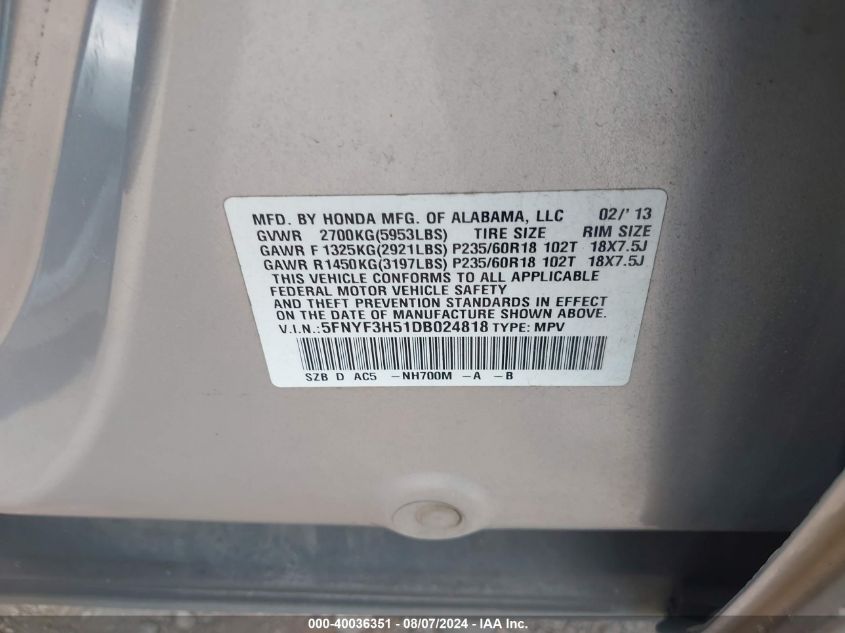 MFD. BY HONDA MFG. OF ALABAMA, LLC 02/'13
GVWR 2700KG(5953LBS) TIRE SIZE RIM SIZE
GAWR F 1325KG(2921LBS) P235/60R18 102T 18X7.5J
GAWR R1450KG(3197LBS) P235/60R18 102T 18X7.5J
THIS VEHICLE CONFORMS TO ALL APPLICABLE
FEDERAL MOTOR VEHICLE SAFETY
AND THEFT PREVENTION STANDARDS IN EFFECT
ON THE DATE OF MANUFACTURE SHOWN ABOVE.
V.I.N.:5FNYF3H51DB024818 TYPE: MPV
SZB D AC5 -NH700M -A -B
000-40036351 - 08/07/2024 - IAA Inc.